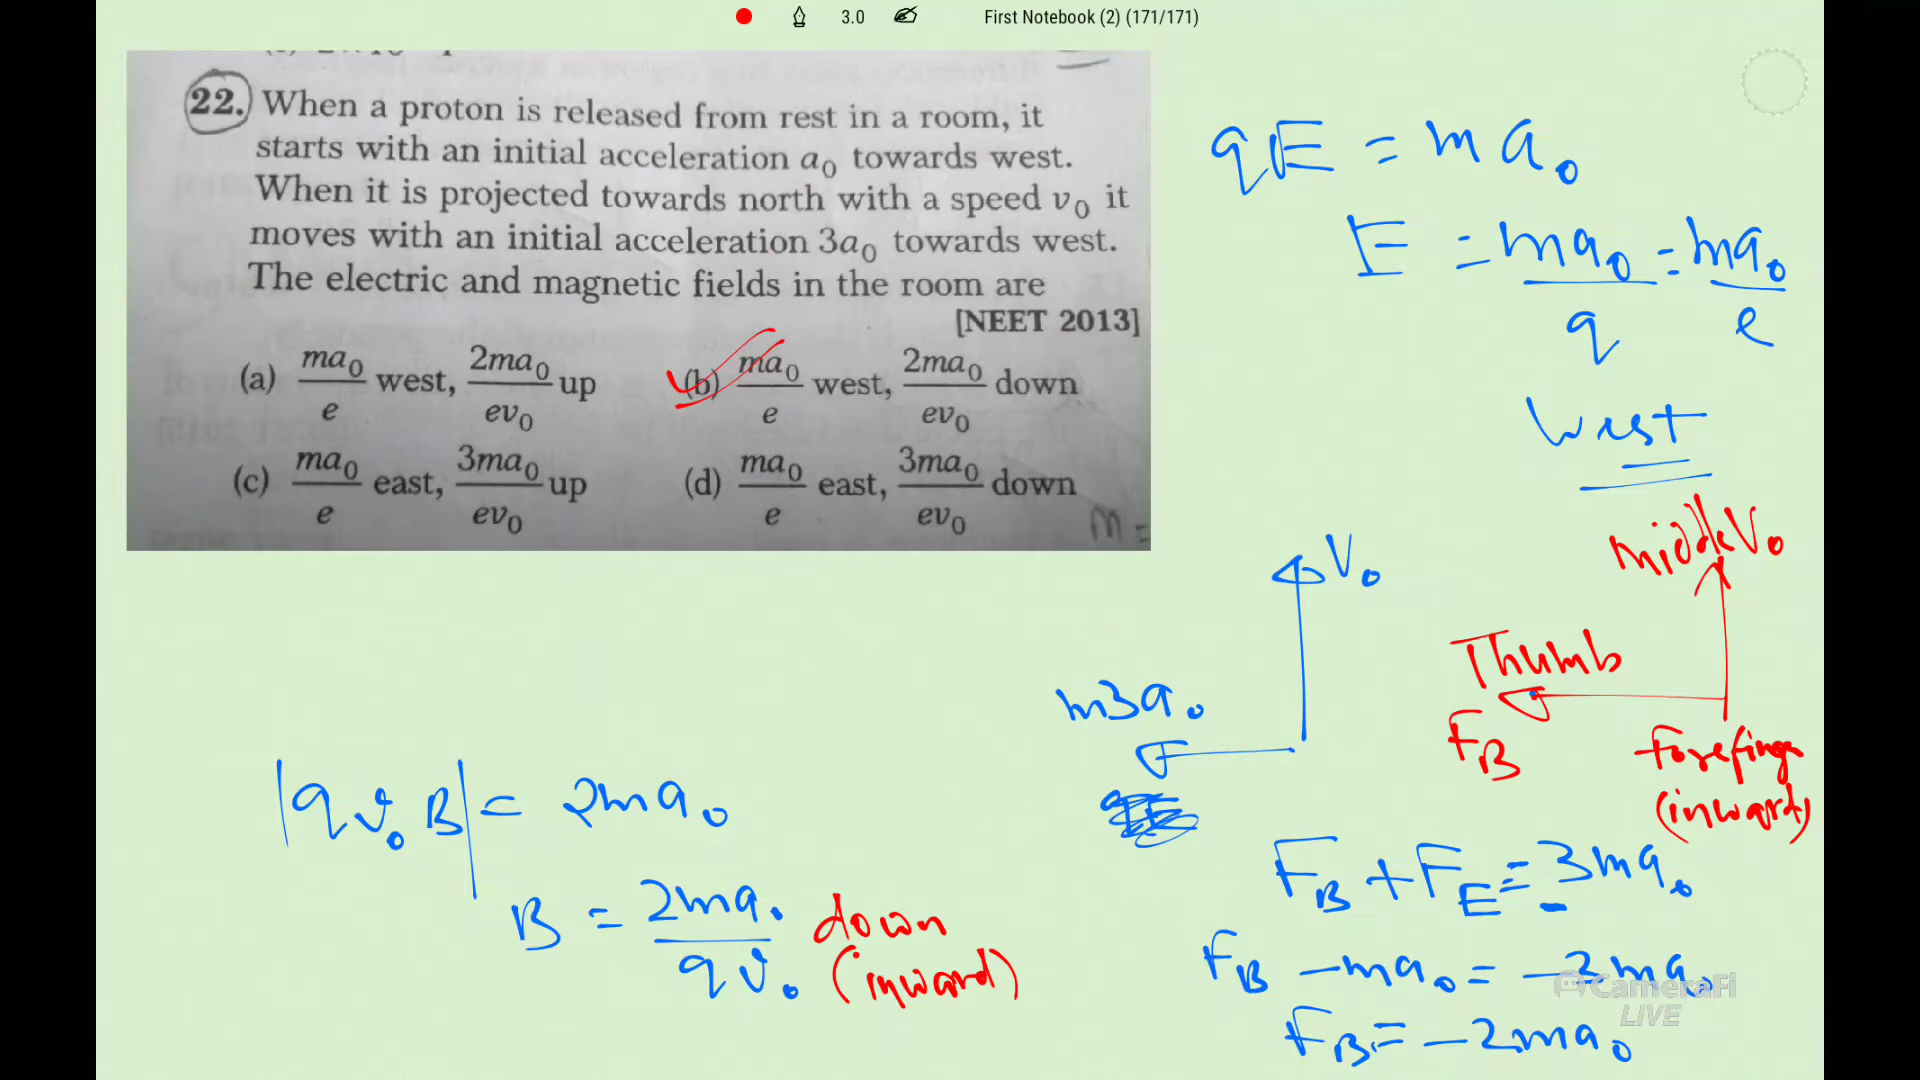 3.0 First Notebook (2) (171/171)
22. When a proton is released from rest in a room, it
starts with an initial acceleration a₀ towards west.
When it is projected towards north with a speed v₀ it
moves with an initial acceleration 3a₀ towards west.
The electric and magnetic fields in the room are
[NEET 2013]
(a) ma₀/e west, 2ma₀/ev₀ up (b) ma₀/e west, 2ma₀/ev₀ down
(c) ma₀/e east, 3ma₀/ev₀ up (d) ma₀/e east, 3ma₀/ev₀ down
m =
qE = ma₀
E = ma₀/q = ma₀/e
West
V₀
m3a₀
middle V₀
Thumb
F_B
Forefinger
(inward)
|qv₀B| = 2ma₀
B = 2ma₀/qv₀ down
(inward)
F_B + F_E = 3ma₀
F_B - ma₀ = -3ma₀
F_B = -2ma₀
CameraFi
LIVE